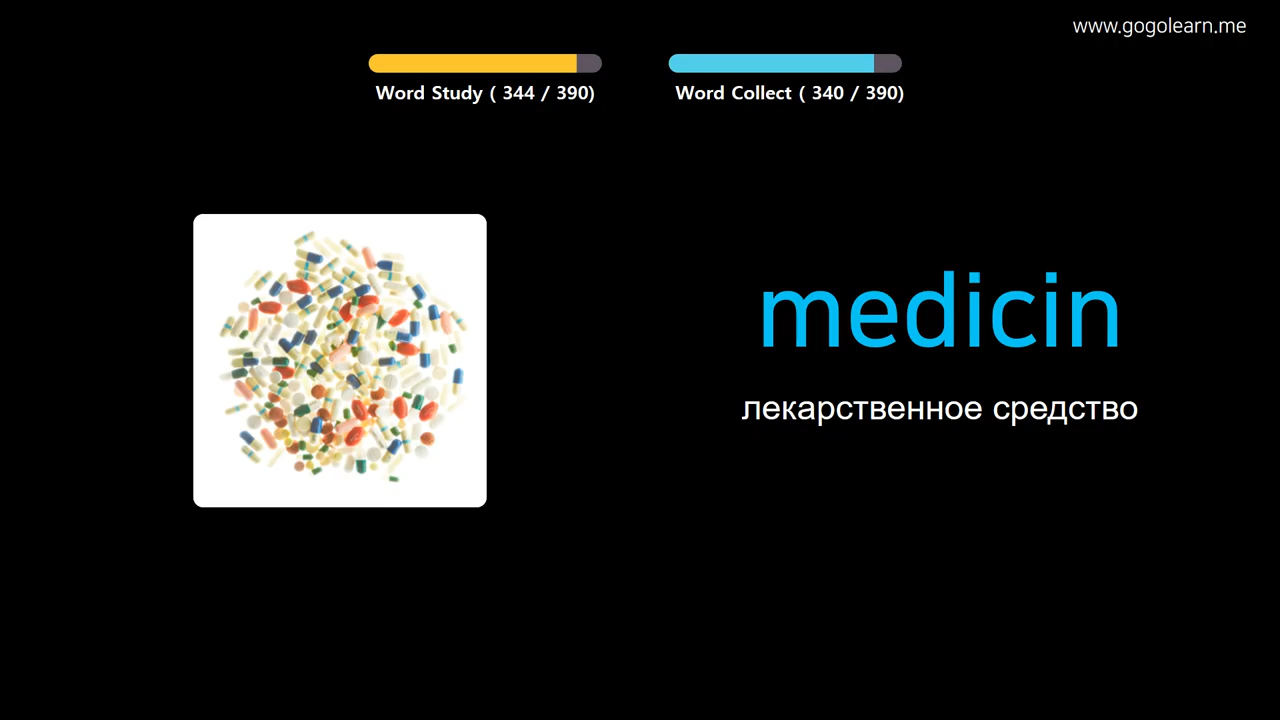 www.gogolearn.me
Word Study ( 344 / 390)
Word Collect ( 340 / 390)
medicin
лекарственное средство